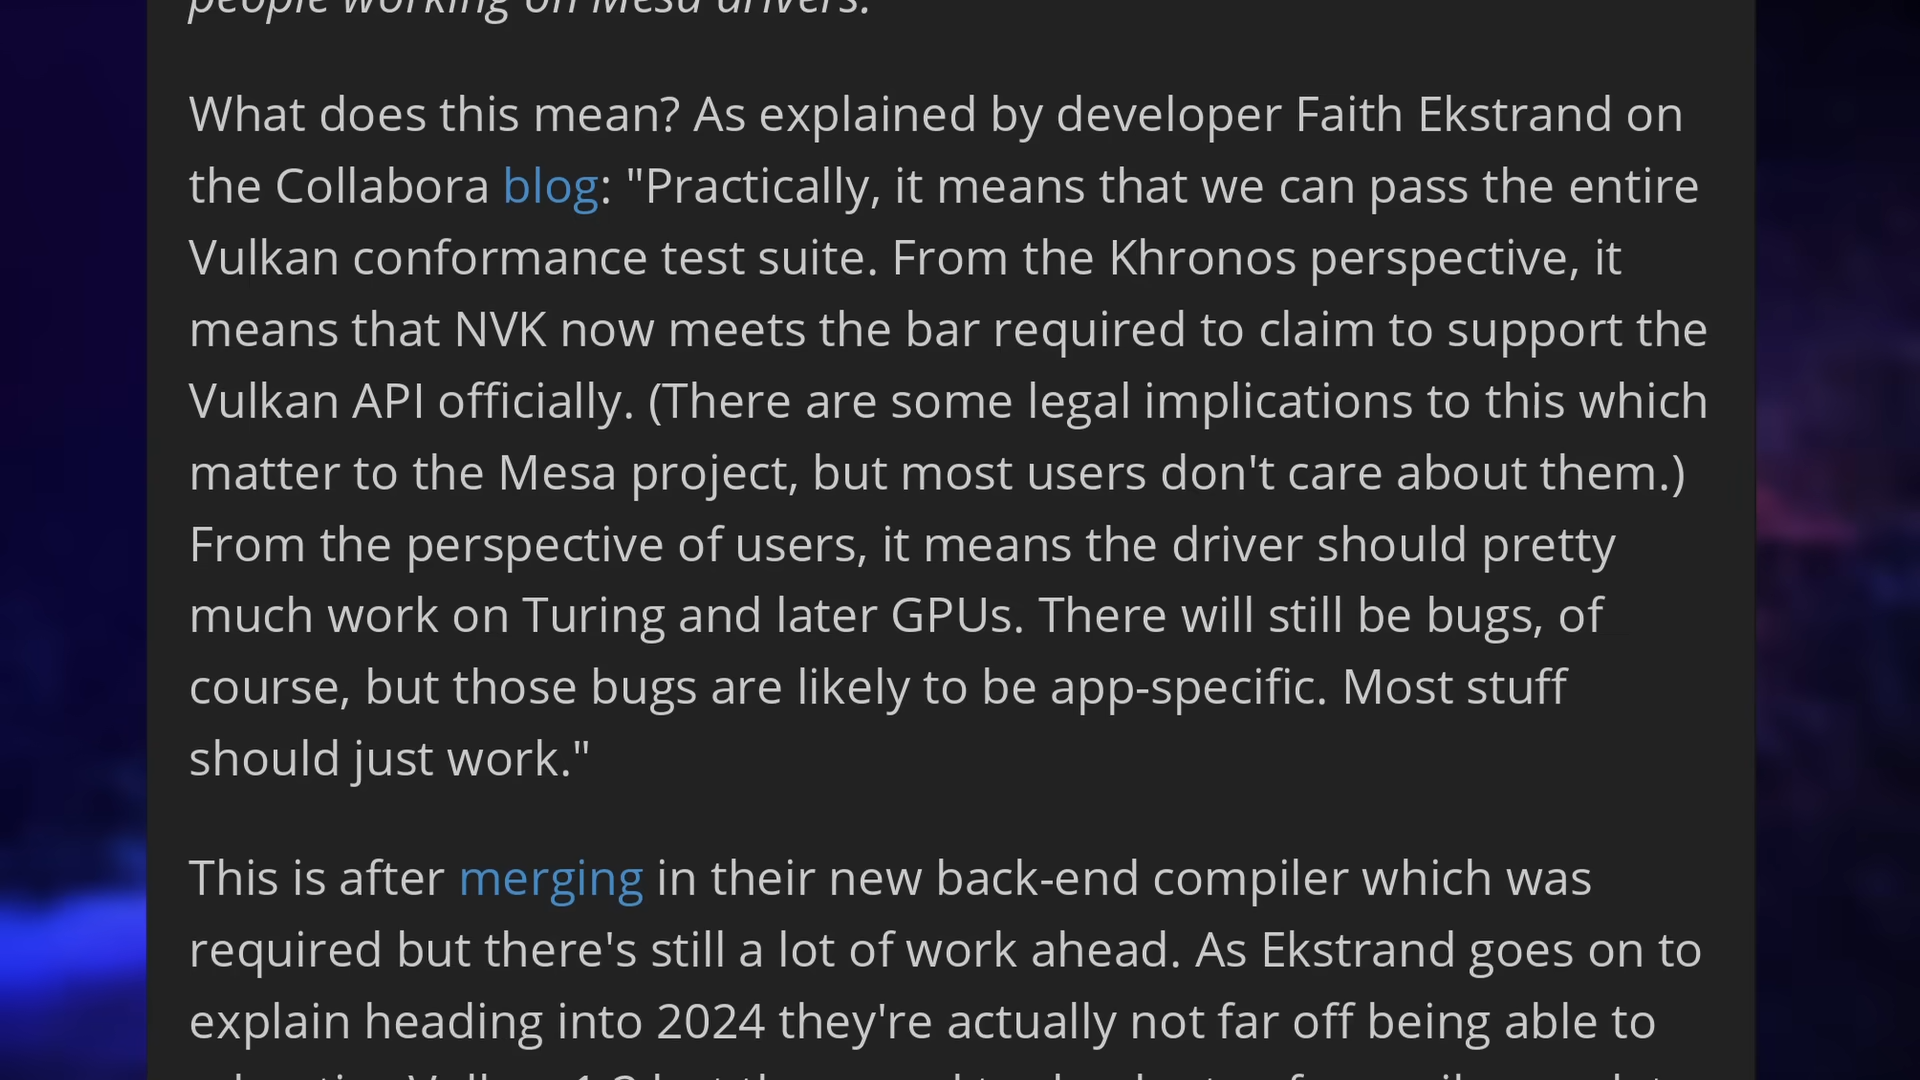 people working on Mesa drivers.
What does this mean? As explained by developer Faith Ekstrand on
the Collabora blog: "Practically, it means that we can pass the entire
Vulkan conformance test suite. From the Khronos perspective, it
means that NVK now meets the bar required to claim to support the
Vulkan API officially. (There are some legal implications to this which
matter to the Mesa project, but most users don't care about them.)
From the perspective of users, it means the driver should pretty
much work on Turing and later GPUs. There will still be bugs, of
course, but those bugs are likely to be app-specific. Most stuff
should just work."
This is after merging in their new back-end compiler which was
required but there's still a lot of work ahead. As Ekstrand goes on to
explain heading into 2024 they're actually not far off being able to